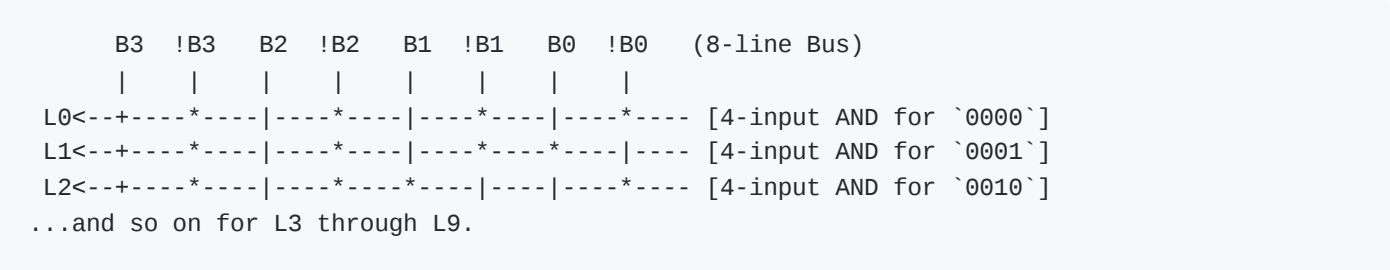 B3  !B3   B2  !B2   B1  !B1   B0  !B0   (8-line Bus)
      |    |    |    |    |    |    |    |
 L0<--+----*----|----*----|----*----|----*---- [4-input AND for `0000`]
 L1<--+----*----|----*----|----*----*----|---- [4-input AND for `0001`]
 L2<--+----*----|----*----*----|----|----*---- [4-input AND for `0010`]
...and so on for L3 through L9.